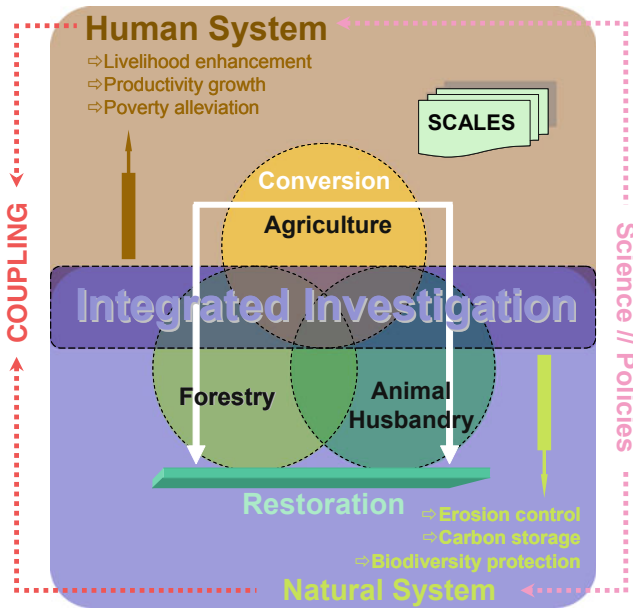 Human System
⇨Livelihood enhancement
⇨Productivity growth
⇨Poverty alleviation
SCALES
Conversion
Agriculture
COUPLING
Integrated Investigation
Science // Policies
Forestry
Animal
Husbandry
Restoration
⇨Erosion control
⇨Carbon storage
⇨Biodiversity protection
Natural System